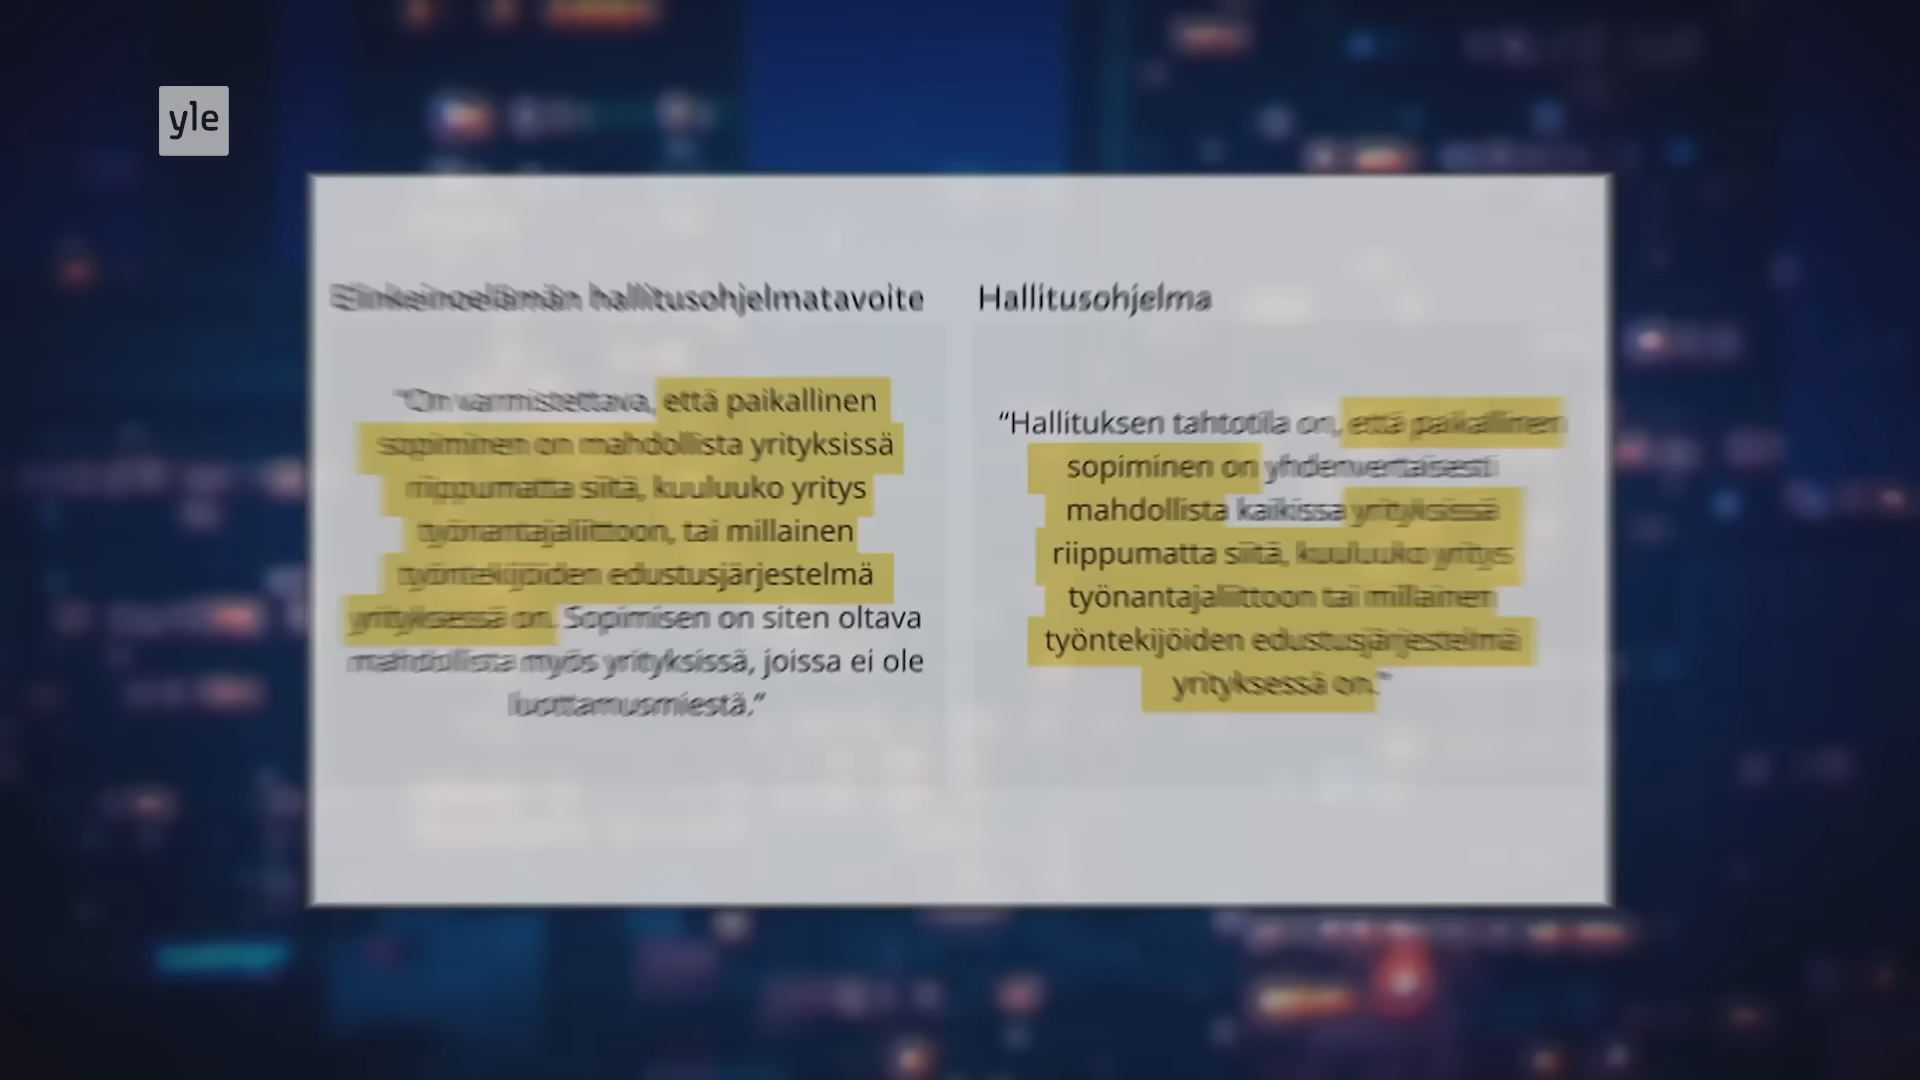 yle
Elinkeinoelämän hallitusohjelmatavoite
"On varmistettava, että paikallinen
sopiminen on mahdollista yrityksissä
riippumatta siitä, kuuluuko yritys
työnantajaliittoon, tai millainen
työntekijöiden edustusjärjestelmä
yrityksessä on. Sopimisen on siten oltava
mahdollista myös yrityksissä, joissa ei ole
luottamusmiestä."
Hallitusohjelma
"Hallituksen tahtotila on, että paikallinen
sopiminen on yhdenvertaisesti
mahdollista kaikissa yrityksissä
riippumatta siitä, kuuluuko yritys
työnantajaliittoon tai millainen
työntekijöiden edustusjärjestelmä
yrityksessä on."